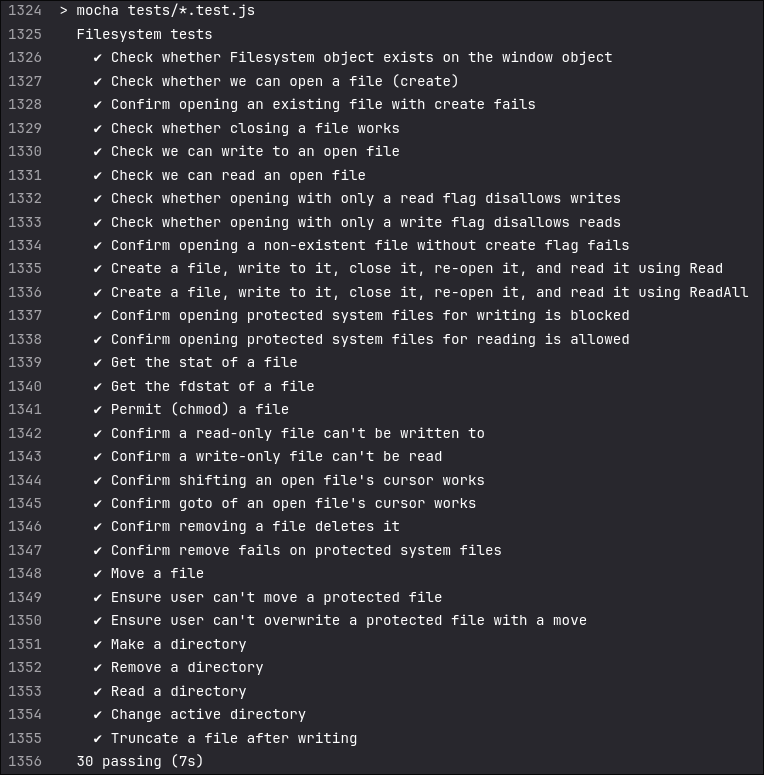 1324 > mocha tests/*.test.js
1325 Filesystem tests
1326 ✔ Check whether Filesystem object exists on the window object
1327 ✔ Check whether we can open a file (create)
1328 ✔ Confirm opening an existing file with create fails
1329 ✔ Check whether closing a file works
1330 ✔ Check we can write to an open file
1331 ✔ Check we can read an open file
1332 ✔ Check whether opening with only a read flag disallows writes
1333 ✔ Check whether opening with only a write flag disallows reads
1334 ✔ Confirm opening a non-existent file without create flag fails
1335 ✔ Create a file, write to it, close it, re-open it, and read it using Read
1336 ✔ Create a file, write to it, close it, re-open it, and read it using ReadAll
1337 ✔ Confirm opening protected system files for writing is blocked
1338 ✔ Confirm opening protected system files for reading is allowed
1339 ✔ Get the stat of a file
1340 ✔ Get the fdstat of a file
1341 ✔ Permit (chmod) a file
1342 ✔ Confirm a read-only file can't be written to
1343 ✔ Confirm a write-only file can't be read
1344 ✔ Confirm shifting an open file's cursor works
1345 ✔ Confirm goto of an open file's cursor works
1346 ✔ Confirm removing a file deletes it
1347 ✔ Confirm remove fails on protected system files
1348 ✔ Move a file
1349 ✔ Ensure user can't move a protected file
1350 ✔ Ensure user can't overwrite a protected file with a move
1351 ✔ Make a directory
1352 ✔ Remove a directory
1353 ✔ Read a directory
1354 ✔ Change active directory
1355 ✔ Truncate a file after writing
1356 30 passing (7s)